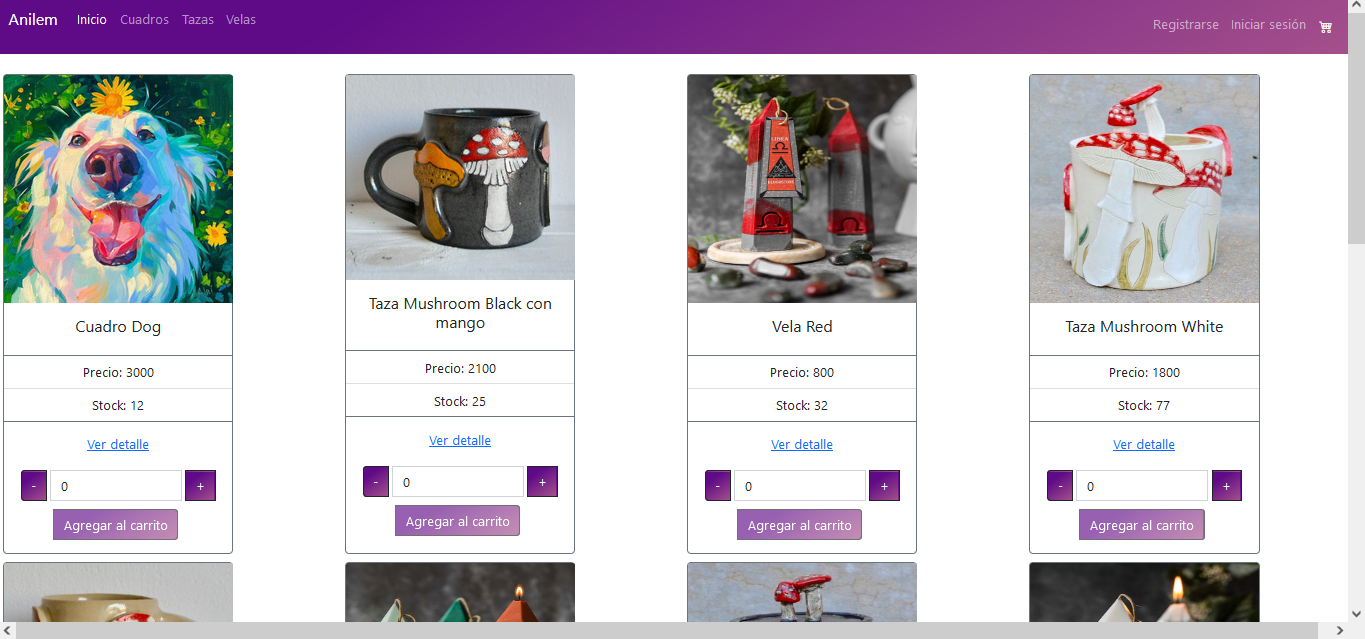 Anilem Inicio Cuadros Tazas Velas Registrarse Iniciar sesión
Cuadro Dog
Precio: 3000
Stock: 12
Ver detalle
- 0 +
Agregar al carrito
Taza Mushroom Black con
mango
Precio: 2100
Stock: 25
Ver detalle
- 0 +
Agregar al carrito
LIBRA
BLOODSTONE
Vela Red
Precio: 800
Stock: 32
Ver detalle
- 0 +
Agregar al carrito
Taza Mushroom White
Precio: 1800
Stock: 77
Ver detalle
- 0 +
Agregar al carrito